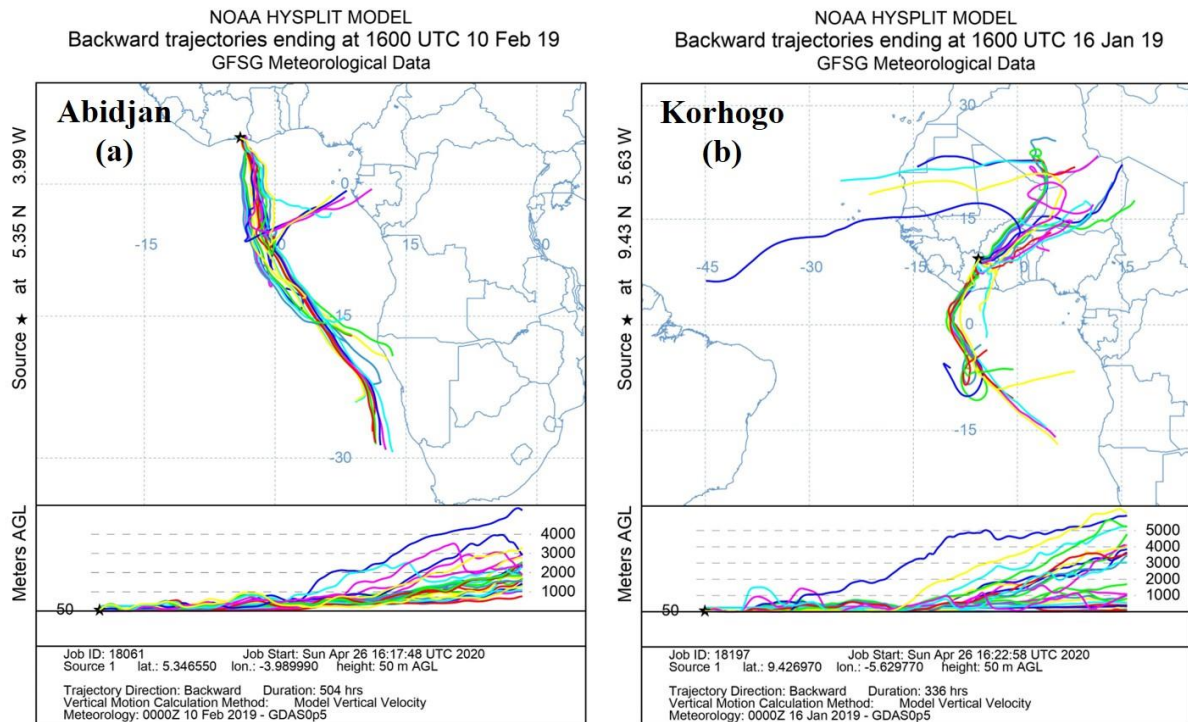 NOAA HYSPLIT MODEL
Backward trajectories ending at 1600 UTC 10 Feb 19
GFSG Meteorological Data
Abidjan
(a)
Source ★ at 5.35 N 3.99 W
0
-15
15
30
-15
15
-30
Meters AGL
4000
3000
2000
1000
50
Job ID: 18061 Job Start: Sun Apr 26 16:17:48 UTC 2020
Source 1 lat.: 5.346550 lon.: -3.989990 height: 50 m AGL
Trajectory Direction: Backward Duration: 504 hrs
Vertical Motion Calculation Method: Model Vertical Velocity
Meteorology: 0000Z 10 Feb 2019 - GDAS0p5
NOAA HYSPLIT MODEL
Backward trajectories ending at 1600 UTC 16 Jan 19
GFSG Meteorological Data
Korhogo
(b)
Source ★ at 9.43 N 5.63 W
30
15
-45
-30
-15
0
15
0
-15
Meters AGL
5000
4000
3000
2000
1000
50
Job ID: 18197 Job Start: Sun Apr 26 16:22:58 UTC 2020
Source 1 lat.: 9.426970 lon.: -5.629770 height: 50 m AGL
Trajectory Direction: Backward Duration: 336 hrs
Vertical Motion Calculation Method: Model Vertical Velocity
Meteorology: 0000Z 16 Jan 2019 - GDAS0p5